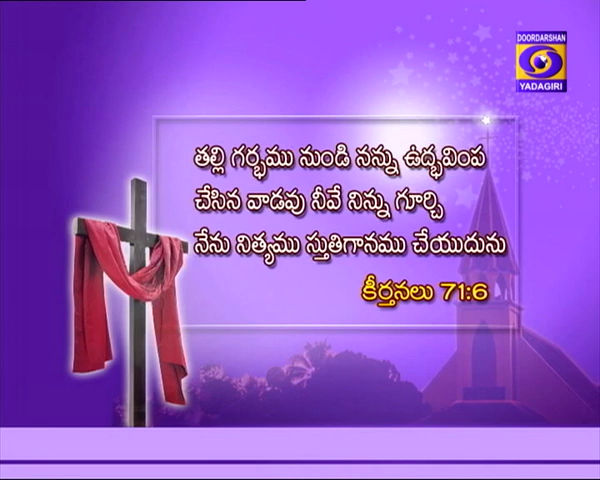 DOORDARSHAN
YADAGIRI
తల్లి గర్భము నుండి నన్ను ఉద్భవింప
చేసిన వాడవు నీవే నిన్ను గూర్చి
నేను నిత్యము స్తుతిగానము చేయుదును
కీర్తనలు 71:6